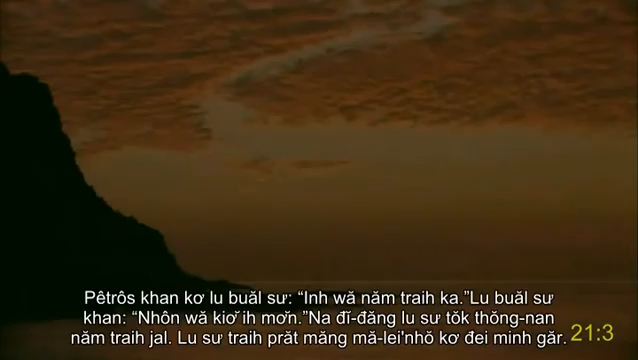 Pêtrôs khan kơ lu buăl sư: “Inh wă năm traih ka.”Lu buăl sư
khan: “Nhôn wă kiơ̆ ih mơ̆n.”Na đĭ-đăng lu sư tŏk thŏng-nan
năm traih jal. Lu sư traih prăt măng mă-lei'nhŏ kơ đei minh găr.
21:3